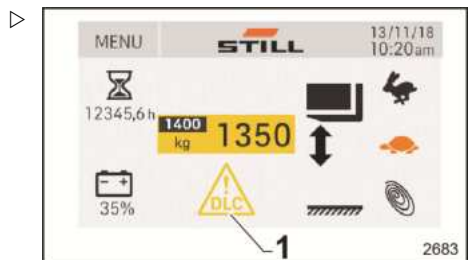 MENU
STILL
13/11/18
10:20am
12345,6h
1400
kg
1350
35%
DLC
1
2683